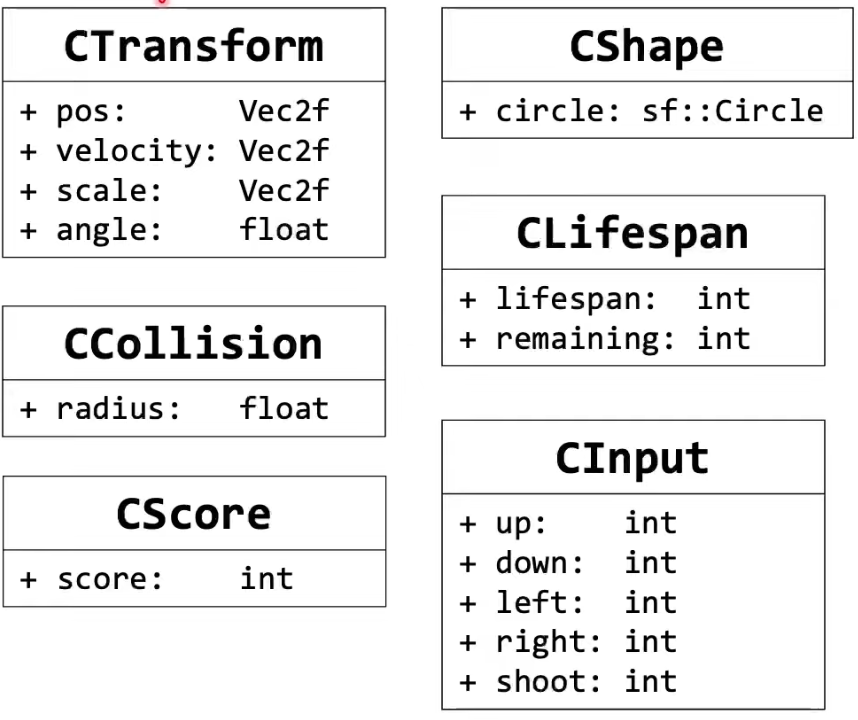 CTransform
+ pos: Vec2f
+ velocity: Vec2f
+ scale: Vec2f
+ angle: float
CCollision
+ radius: float
CScore
+ score: int
CShape
+ circle: sf::Circle
CLifespan
+ lifespan: int
+ remaining: int
CInput
+ up: int
+ down: int
+ left: int
+ right: int
+ shoot: int